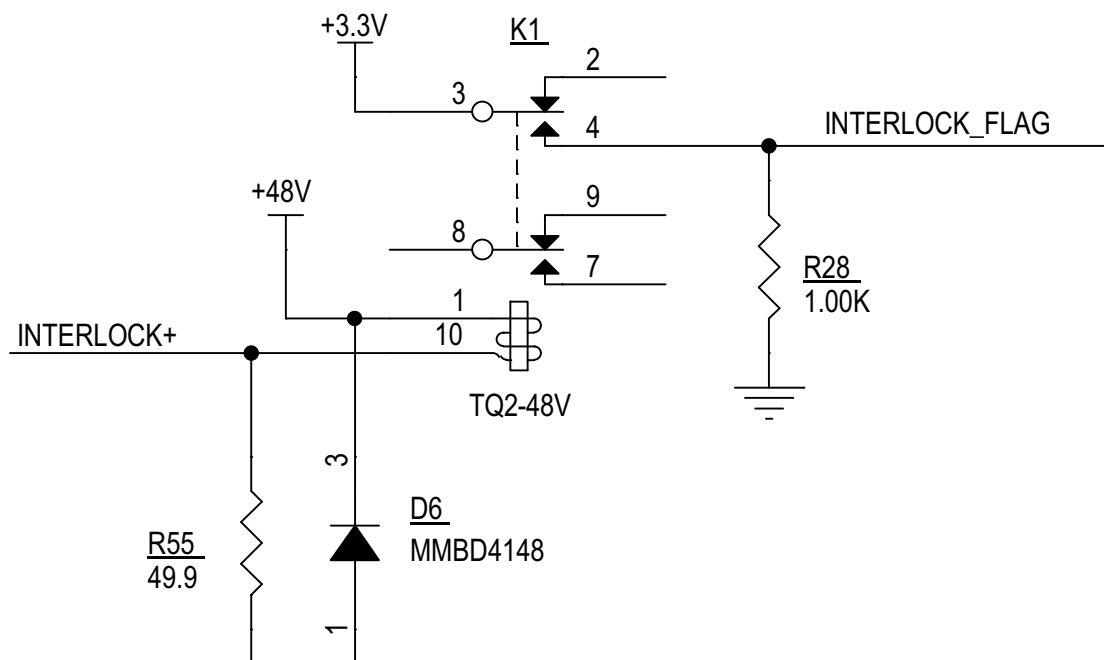 +3.3V
K1
2
3
4
INTERLOCK_FLAG
+48V
9
8
7
R28
1.00K
1
INTERLOCK+
10
TQ2-48V
3
D6
MMBD4148
R55
49.9
1